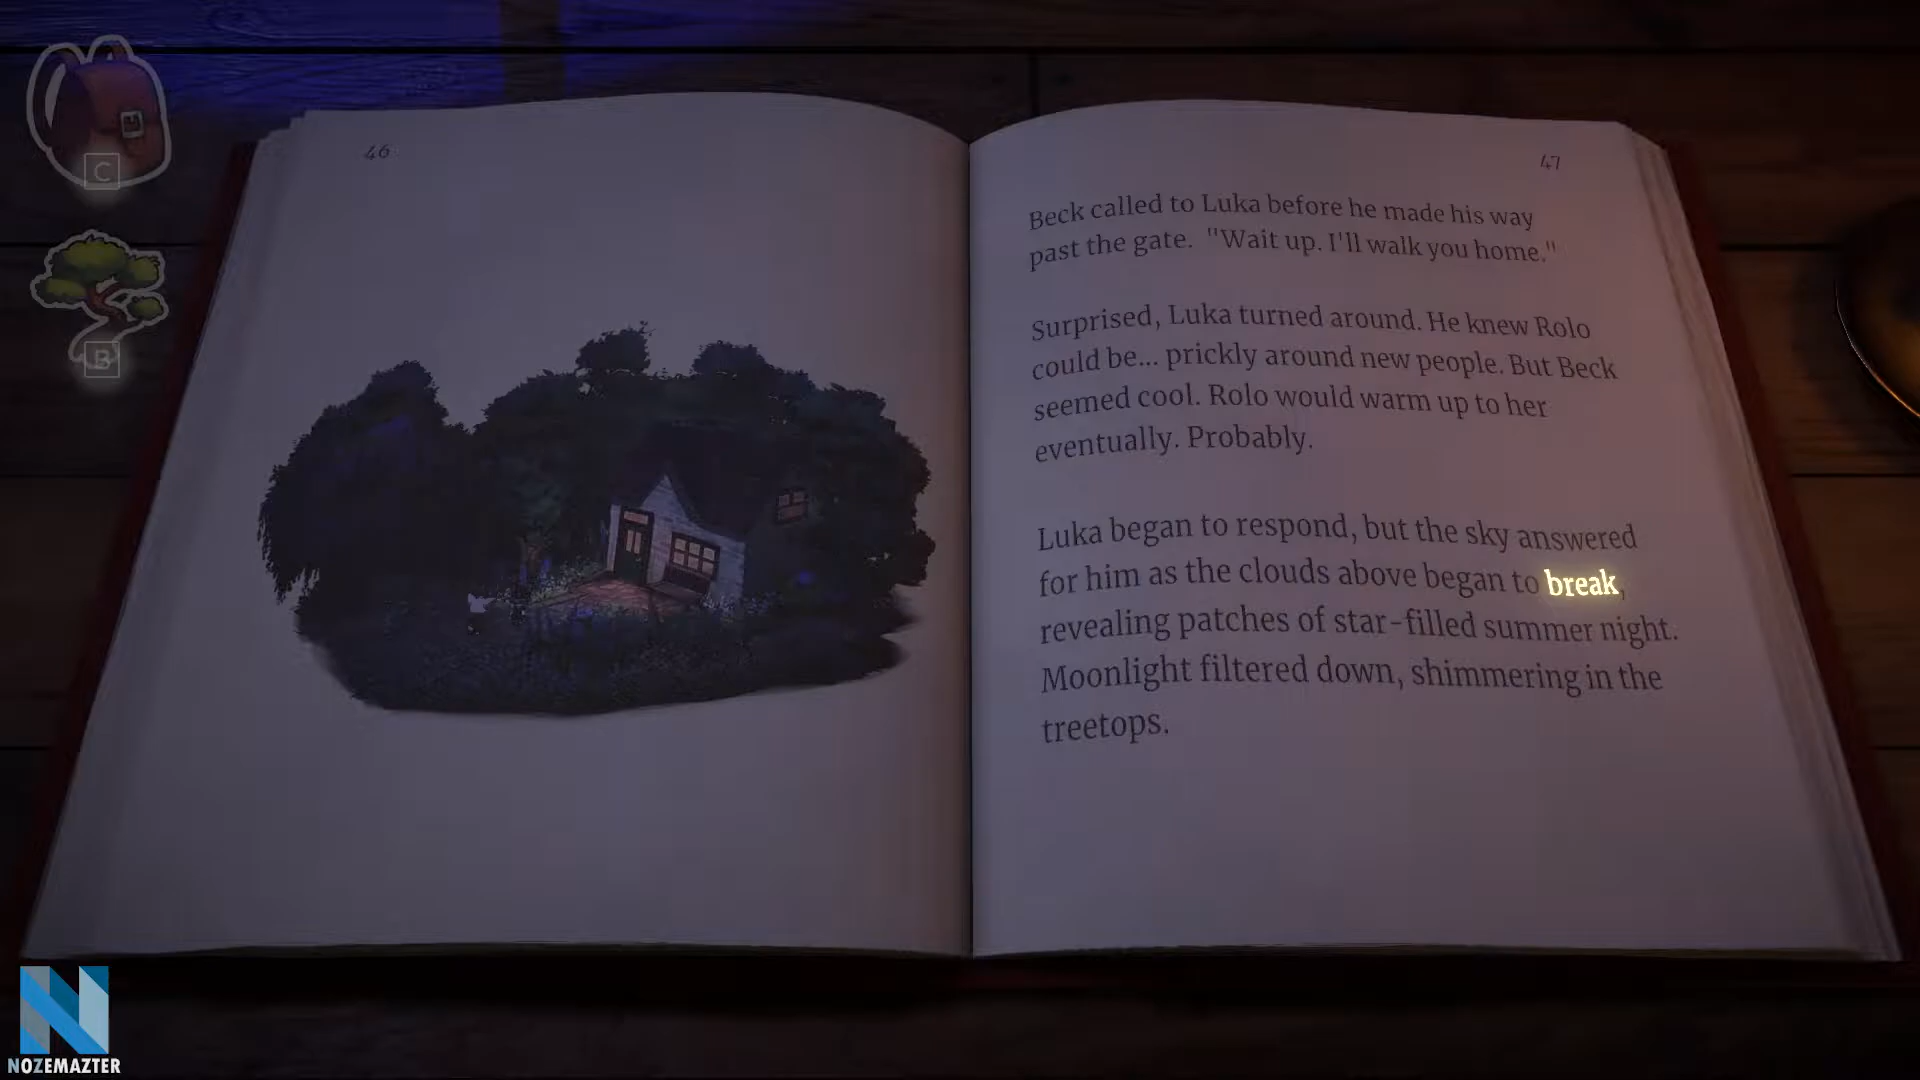 C
B
46
47
Beck called to Luka before he made his way
past the gate. "Wait up. I'll walk you home."
Surprised, Luka turned around. He knew Rolo
could be... prickly around new people. But Beck
seemed cool. Rolo would warm up to her
eventually. Probably.
Luka began to respond, but the sky answered
for him as the clouds above began to break,
revealing patches of star-filled summer night.
Moonlight filtered down, shimmering in the
treetops.
NOZEMAZTER